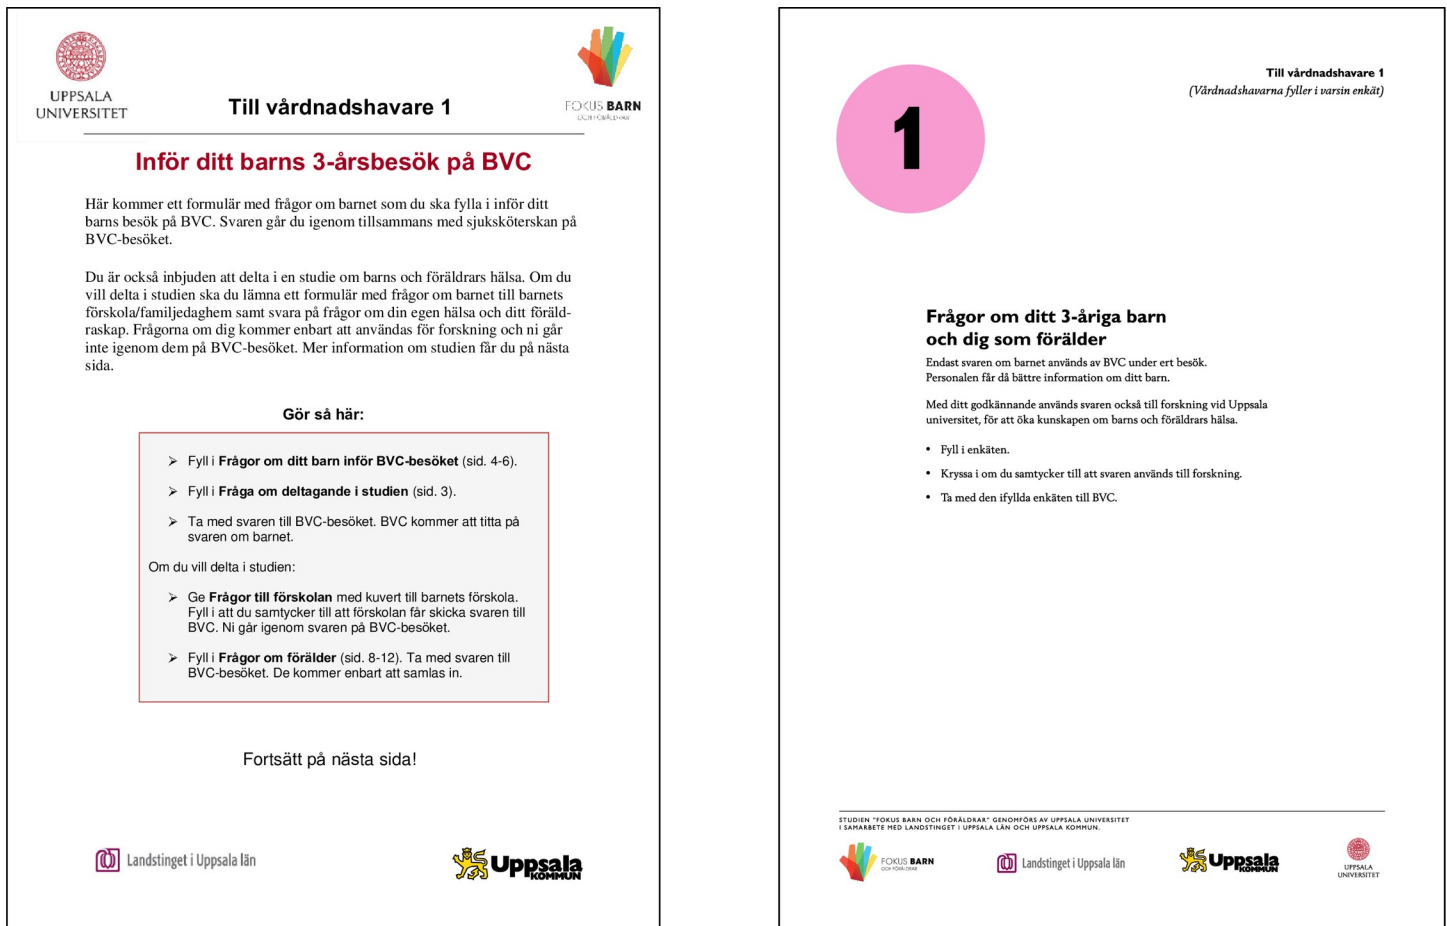 UPPSALA
UNIVERSITET
Till vårdnadshavare 1
FOKUS BARN
OCH FÖRÄLDRAR
Inför ditt barns 3-årsbesök på BVC
Här kommer ett formulär med frågor om barnet som du ska fylla i inför ditt
barns besök på BVC. Svaren går du igenom tillsammans med sjuksköterskan på
BVC-besöket.
Du är också inbjuden att delta i en studie om barns och föräldrars hälsa. Om du
vill delta i studien ska du lämna ett formulär med frågor om barnet till barnets
förskola/familjedaghem samt svara på frågor om din egen hälsa och ditt föräld-
raskap. Frågorna om dig kommer enbart att användas för forskning och ni går
inte igenom dem på BVC-besöket. Mer information om studien får du på nästa
sida.
Gör så här:
➢ Fyll i Frågor om ditt barn inför BVC-besöket (sid. 4-6).
➢ Fyll i Fråga om deltagande i studien (sid. 3).
➢ Ta med svaren till BVC-besöket. BVC kommer att titta på
svaren om barnet.
Om du vill delta i studien:
➢ Ge Frågor till förskolan med kuvert till barnets förskola.
Fyll i att du samtycker till att förskolan får skicka svaren till
BVC. Ni går igenom svaren på BVC-besöket.
➢ Fyll i Frågor om förälder (sid. 8-12). Ta med svaren till
BVC-besöket. De kommer enbart att samlas in.
Fortsätt på nästa sida!
Landstinget i Uppsala län
Uppsala
KOMMUN
1
Till vårdnadshavare 1
(Vårdnadshavarna fyller i varsin enkät)
Frågor om ditt 3-åriga barn
och dig som förälder
Endast svaren om barnet används av BVC under ert besök.
Personalen får då bättre information om ditt barn.
Med ditt godkännande används svaren också till forskning vid Uppsala
universitet, för att öka kunskapen om barns och föräldrars hälsa.
• Fyll i enkäten.
• Kryssa i om du samtycker till att svaren används till forskning.
• Ta med den ifyllda enkäten till BVC.
STUDIEN "FOKUS BARN OCH FÖRÄLDRAR" GENOMFÖRS AV UPPSALA UNIVERSITET
I SAMARBETE MED LANDSTINGET I UPPSALA LÄN OCH UPPSALA KOMMUN.
FOKUS BARN
OCH FÖRÄLDRAR
Landstinget i Uppsala län
Uppsala
KOMMUN
UPPSALA
UNIVERSITET